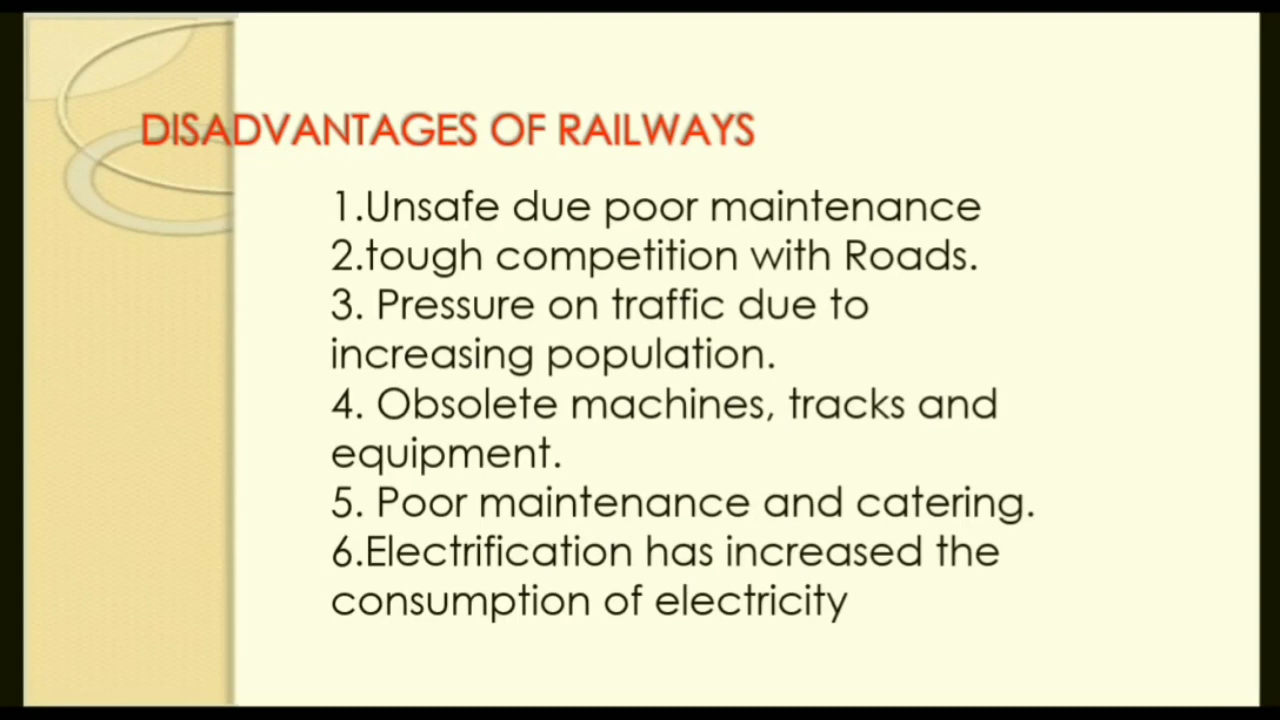 DISADVANTAGES OF RAILWAYS
1.Unsafe due poor maintenance
2.tough competition with Roads.
3. Pressure on traffic due to
increasing population.
4. Obsolete machines, tracks and
equipment.
5. Poor maintenance and catering.
6.Electrification has increased the
consumption of electricity